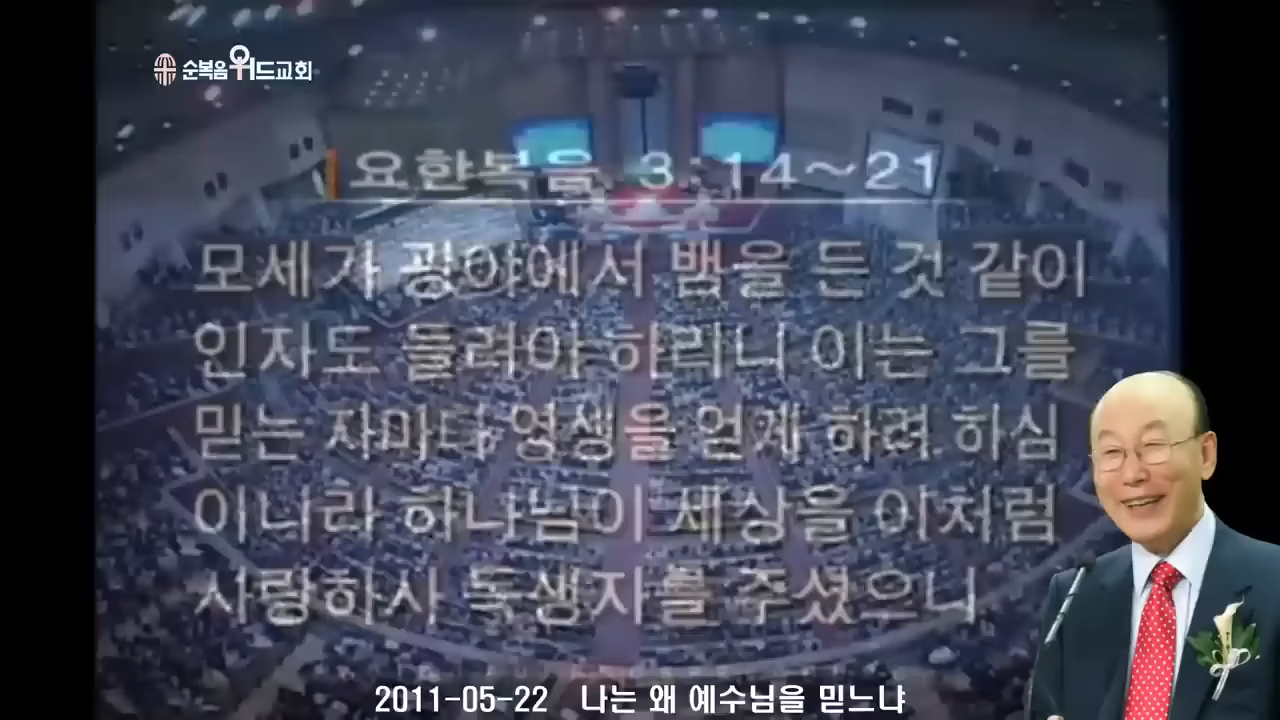 순복음워드교회
요한복음 3:14~21
모세가 광야에서 뱀을 든 것 같이
인자도 들려야 하리니 이는 그를
믿는 자마다 영생을 얻게 하려 하심
이니라 하나님이 세상을 이처럼
사랑하사 독생자를 주셨으니
2011-05-22 나는 왜 예수님을 믿느냐